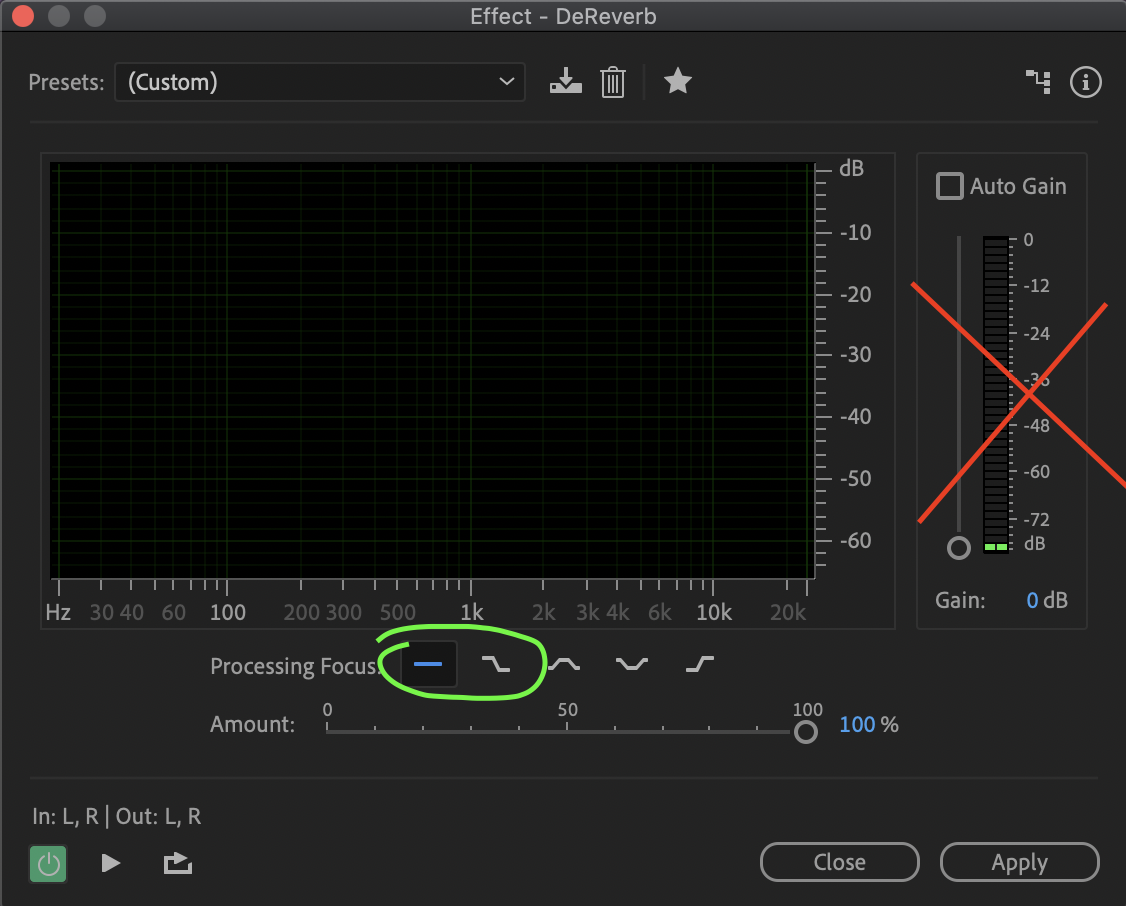 Effect - DeReverb
Presets: (Custom)
dB
-10
-20
-30
-40
-50
-60
Hz 30 40 60 100 200 300 500 1k 2k 3k 4k 6k 10k 20k
Auto Gain
0
-12
-24
-36
-48
-60
-72
dB
Gain: 0 dB
Processing Focus:
0 50 100
Amount: 100 %
In: L, R | Out: L, R
Close Apply